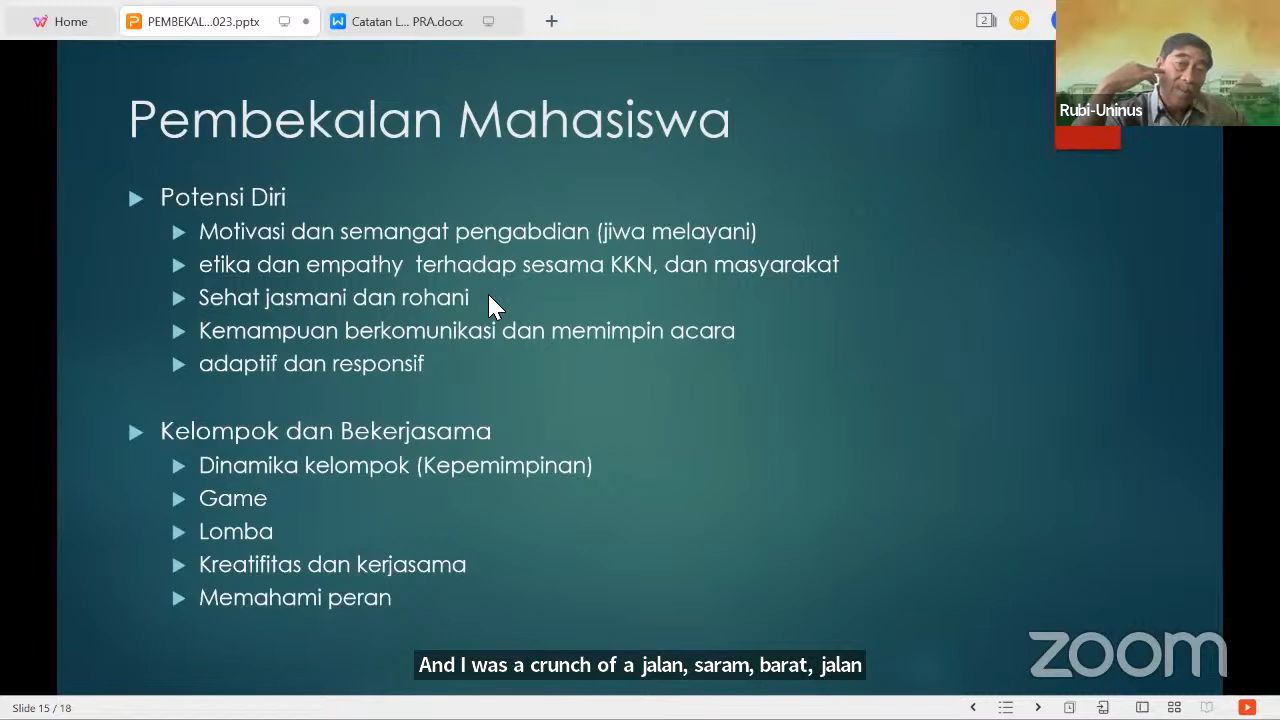 Home
PEMBEKAL...023.pptx
Catatan L... PRA.docx
2
Rubi-Uninus
Pembekalan Mahasiswa
Potensi Diri
Motivasi dan semangat pengabdian (jiwa melayani)
etika dan empathy terhadap sesama KKN, dan masyarakat
Sehat jasmani dan rohani
Kemampuan berkomunikasi dan memimpin acara
adaptif dan responsif
Kelompok dan Bekerjasama
Dinamika kelompok (Kepemimpinan)
Game
Lomba
Kreatifitas dan kerjasama
Memahami peran
And I was a crunch of a jalan, saram, barat, jalan
zoom
Slide 15 / 18